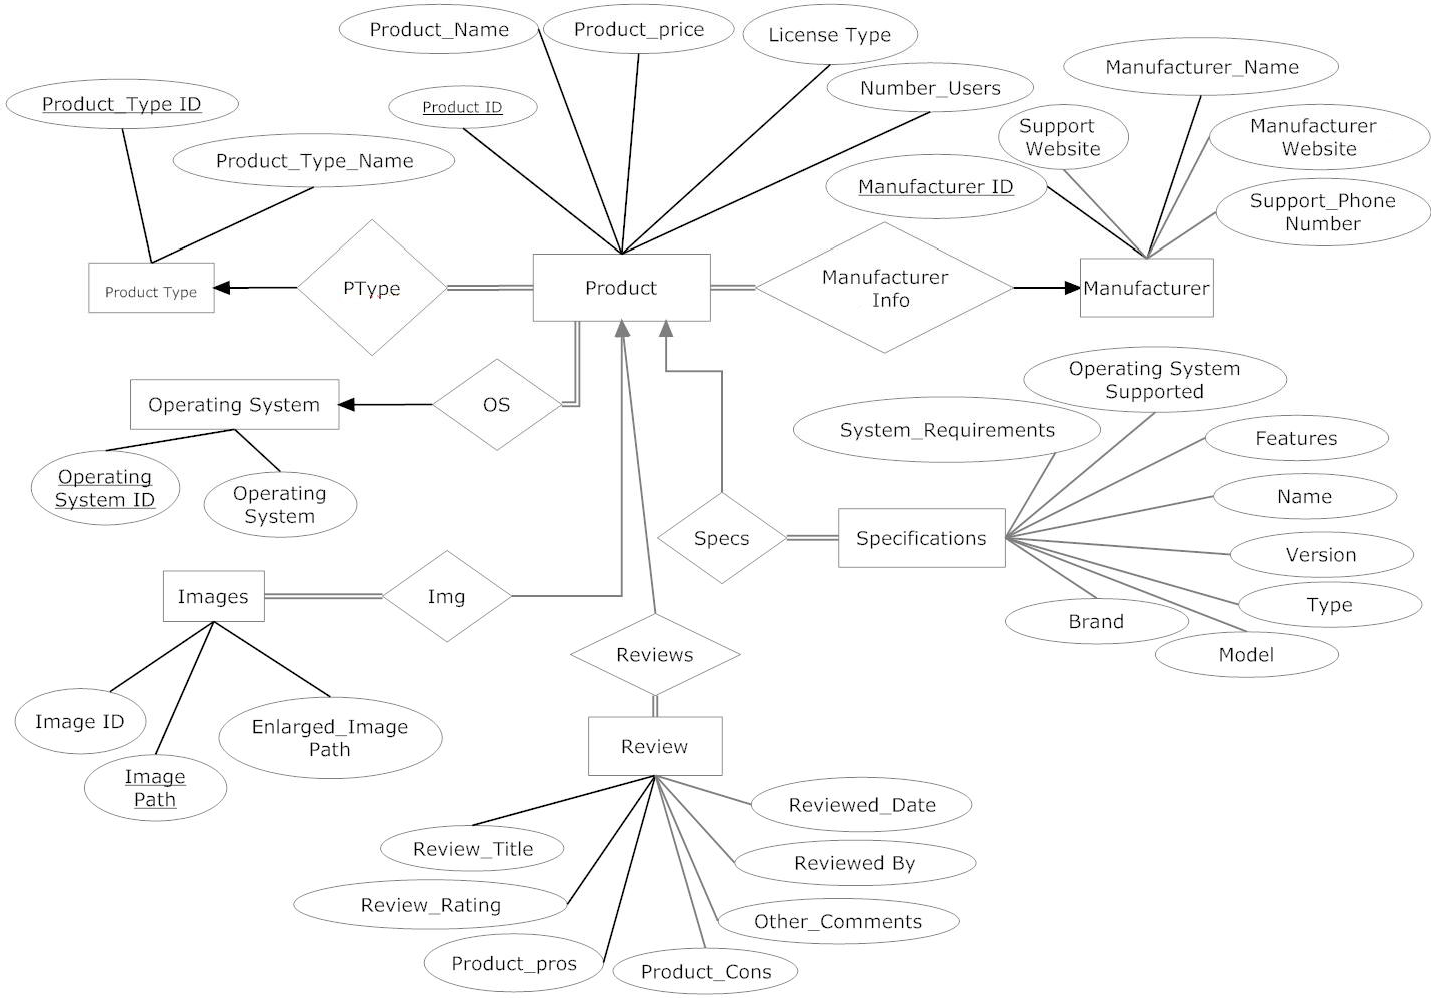 Product_Name
Product_price
License Type
Manufacturer_Name
Product_Type ID
Product ID
Number_Users
Support
Website
Manufacturer
Website
Product_Type_Name
Manufacturer ID
Support_Phone
Number
Product Type
PType
Product
Manufacturer
Info
Manufacturer
Operating System
OS
Operating System
Supported
System_Requirements
Features
Operating
System ID
Operating
System
Name
Specs
Specifications
Version
Images
Img
Type
Brand
Reviews
Model
Image ID
Enlarged_Image
Path
Review
Image
Path
Reviewed_Date
Review_Title
Reviewed By
Review_Rating
Other_Comments
Product_pros
Product_Cons